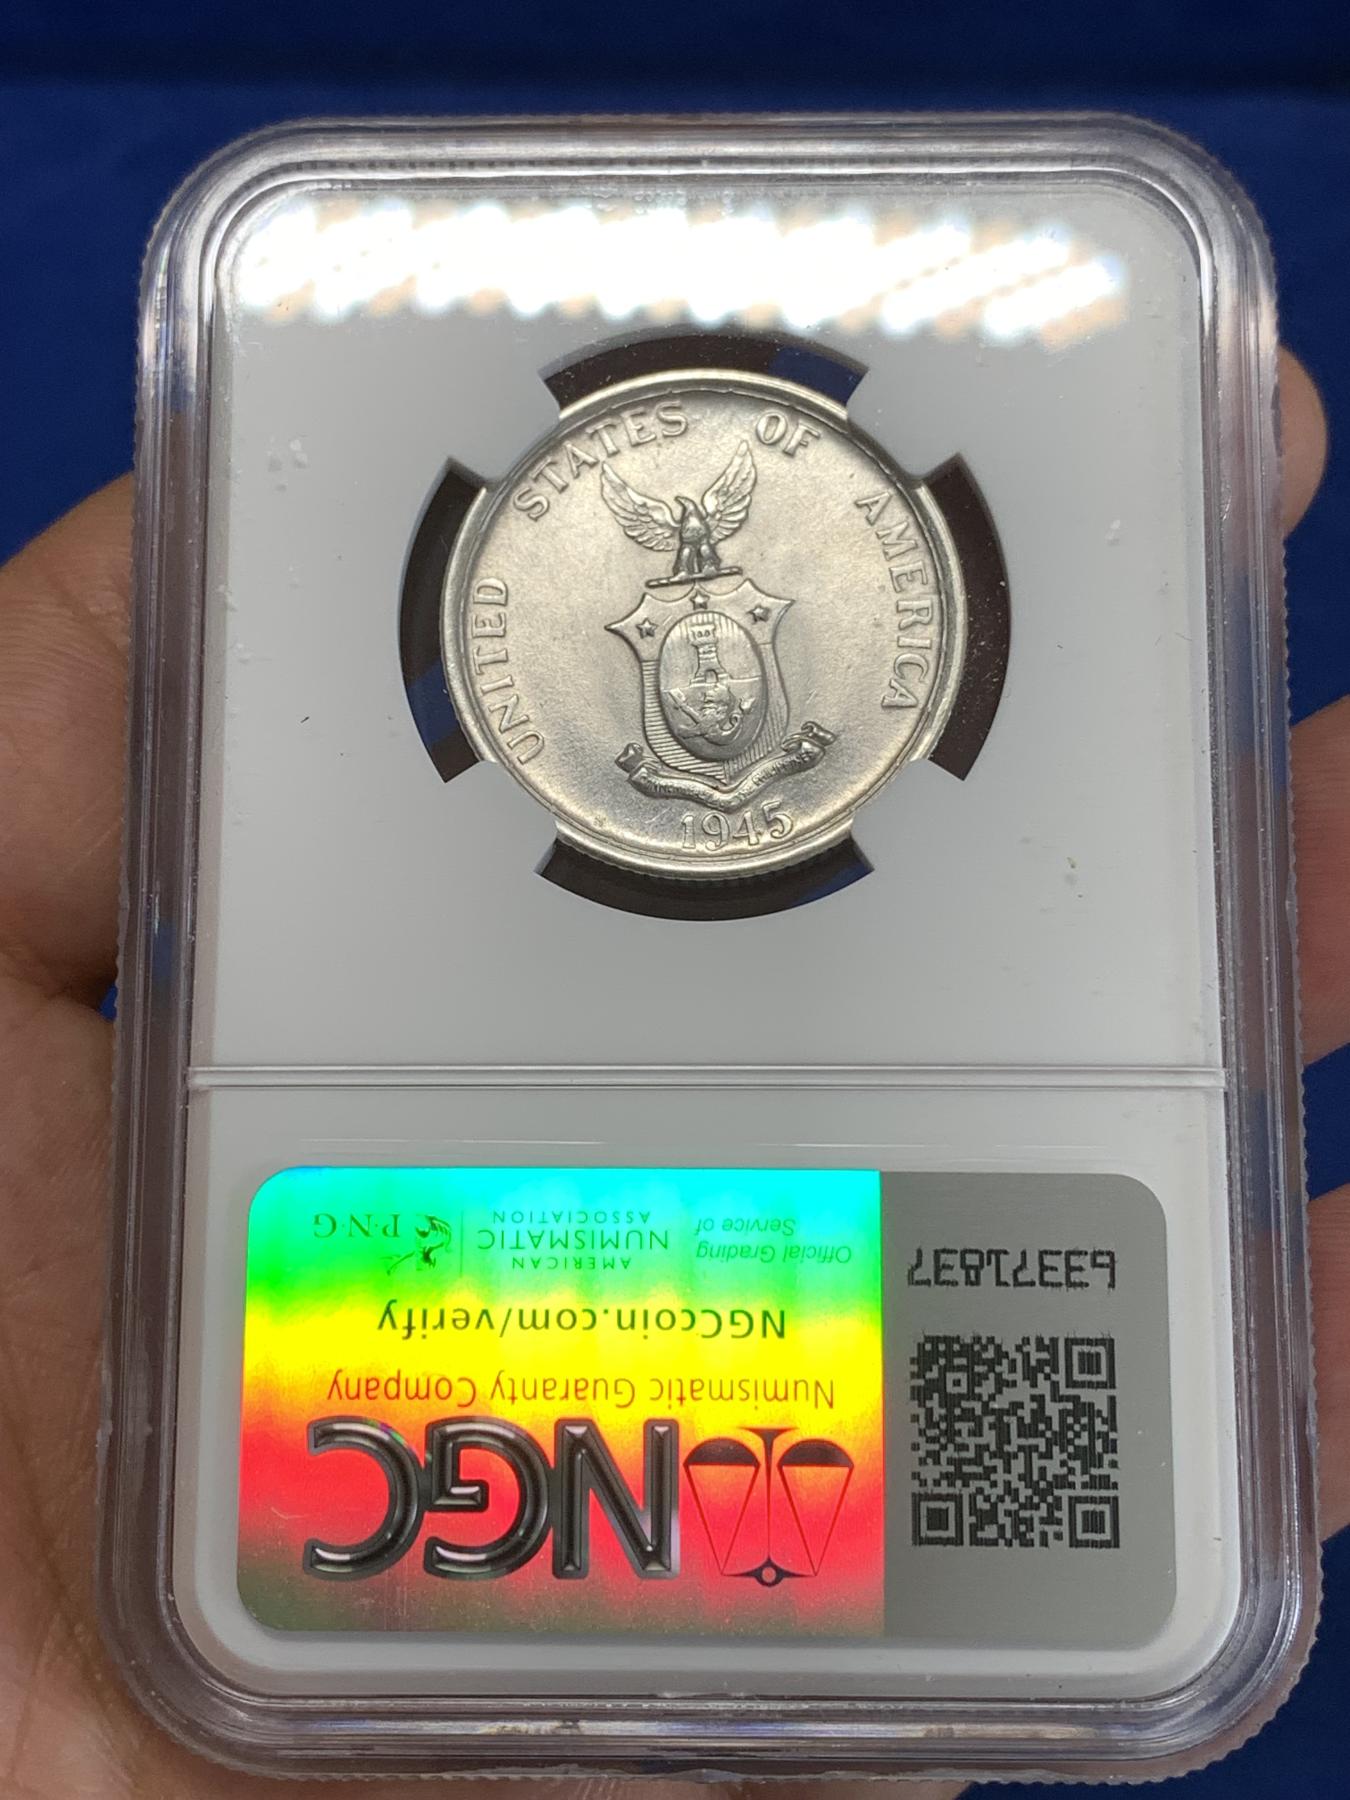 UNITED STATES OF AMERICA
1945
NGC
Numismatic Guaranty Company
NGCcoin.com/verify
Official Grading
Service of
AMERICAN
NUMISMATIC
ASSOCIATION
P·N·G
63371837